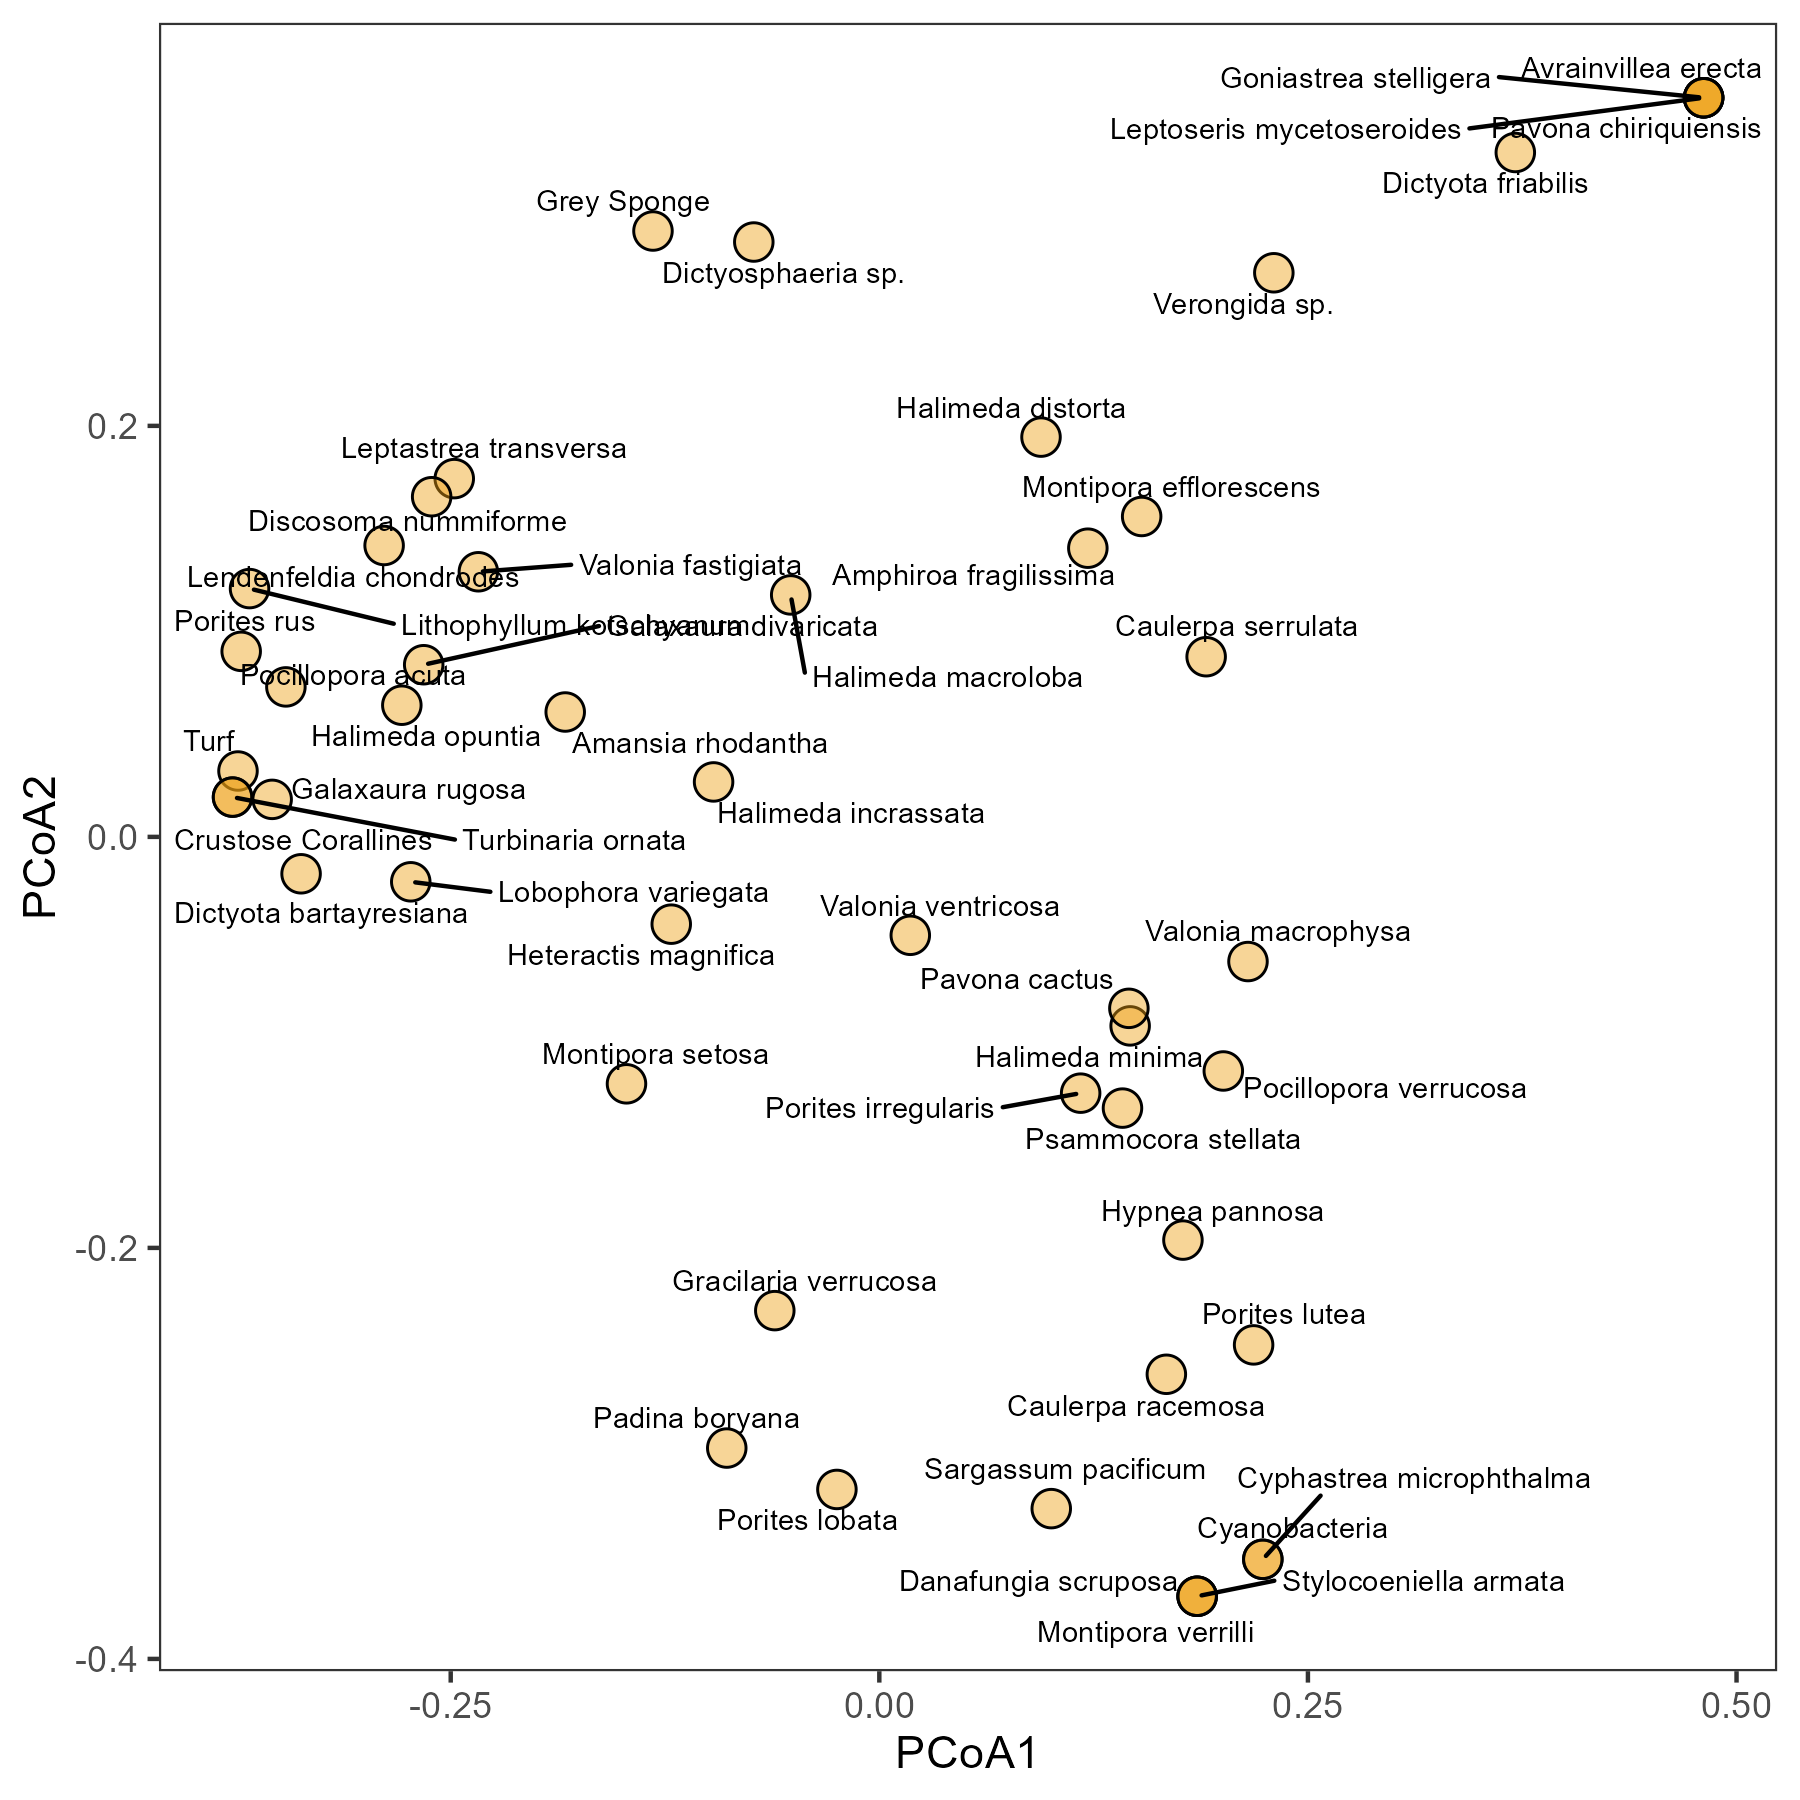 Avrainvillea erecta
Goniastrea stelligera
Leptoseris mycetoseroides
Pavona chiriquiensis
Dictyota friabilis
Grey Sponge
Dictyosphaeria sp.
Verongida sp.
Halimeda distorta
0.2
Leptastrea transversa
Montipora efflorescens
Discosoma nummiforme
Valonia fastigiata
Amphiroa fragilissima
Lendenfeldia chondrodes
Porites rus
Lithophyllum kotschyanum
Galaxaura divaricata
Caulerpa serrulata
Pocillopora acuta
Halimeda macroloba
Halimeda opuntia
Amansia rhodantha
Turf
Galaxaura rugosa
Halimeda incrassata
0.0
Crustose Corallines
Turbinaria ornata
Lobophora variegata
Dictyota bartayresiana
Valonia ventricosa
Valonia macrophysa
Heteractis magnifica
Pavona cactus
Montipora setosa
Halimeda minima
Pocillopora verrucosa
Porites irregularis
Psammocora stellata
Hypnea pannosa
-0.2
Gracilaria verrucosa
Porites lutea
Caulerpa racemosa
Padina boryana
Sargassum pacificum
Cyphastrea microphthalma
Porites lobata
Cyanobacteria
Danafungia scruposa
Stylocoeniella armata
Montipora verrilli
-0.4
-0.25
0.00
0.25
0.50
PCoA1
PCoA2